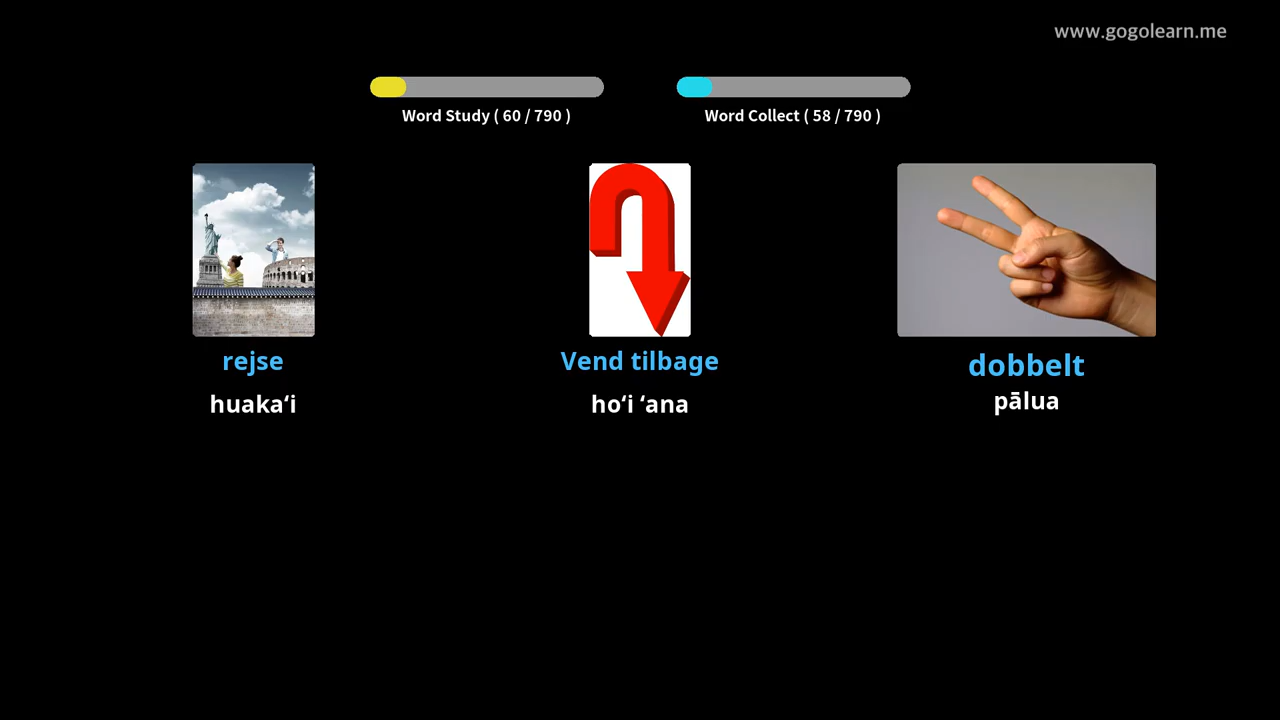 www.gogolearn.me
Word Study ( 60 / 790 )
Word Collect ( 58 / 790 )
rejse
huakaʻi
Vend tilbage
hoʻi ʻana
dobbelt
pālua